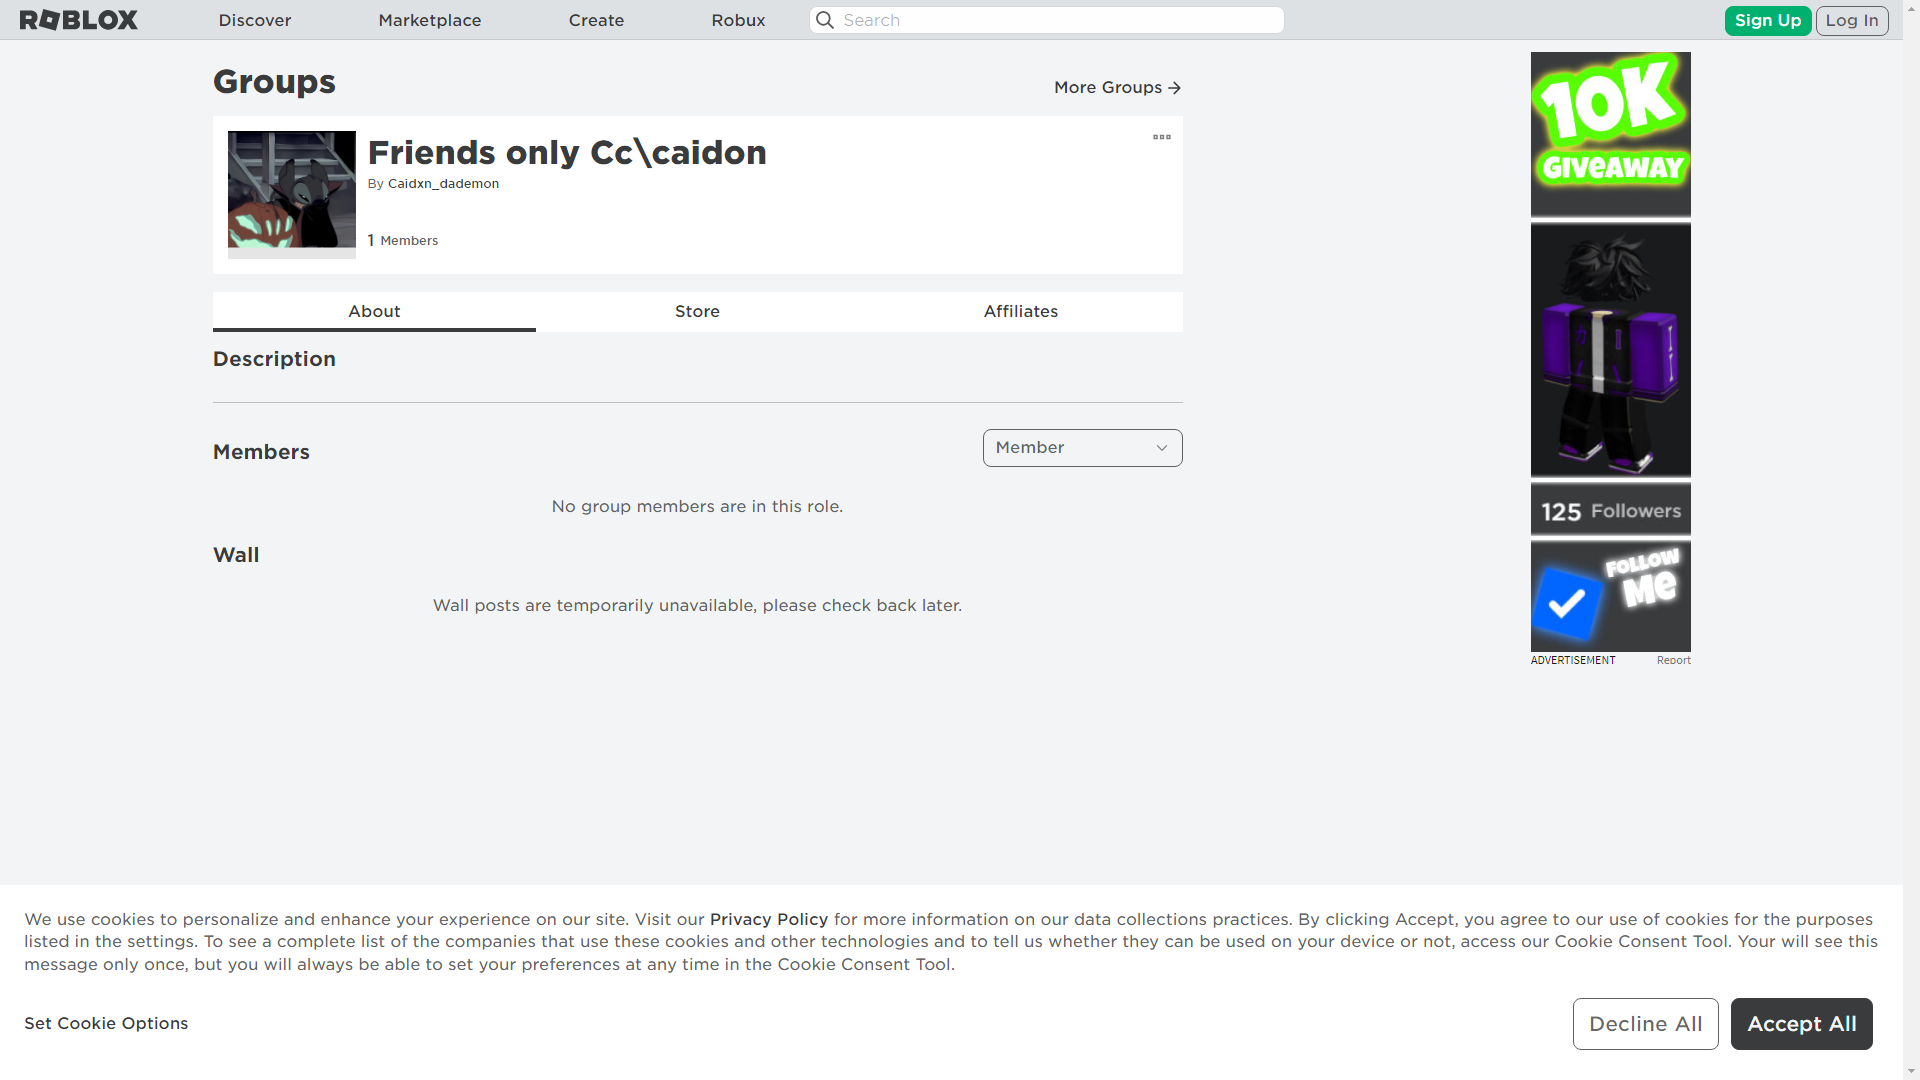 ROBLOX
Discover
Marketplace
Create
Robux
Search
Sign Up
Log In
Groups
More Groups
Friends only Cc\caidon
By Caidxn_dademon
1 Members
About
Store
Affiliates
Description
Members
Member
No group members are in this role.
Wall
Wall posts are temporarily unavailable, please check back later.
10K
GIVEAWAY
125 Followers
FOLLOW
ME
ADVERTISEMENT
Report
We use cookies to personalize and enhance your experience on our site. Visit our Privacy Policy for more information on our data collections practices. By clicking Accept, you agree to our use of cookies for the purposes
listed in the settings. To see a complete list of the companies that use these cookies and other technologies and to tell us whether they can be used on your device or not, access our Cookie Consent Tool. Your will see this
message only once, but you will always be able to set your preferences at any time in the Cookie Consent Tool.
Set Cookie Options
Decline All
Accept All